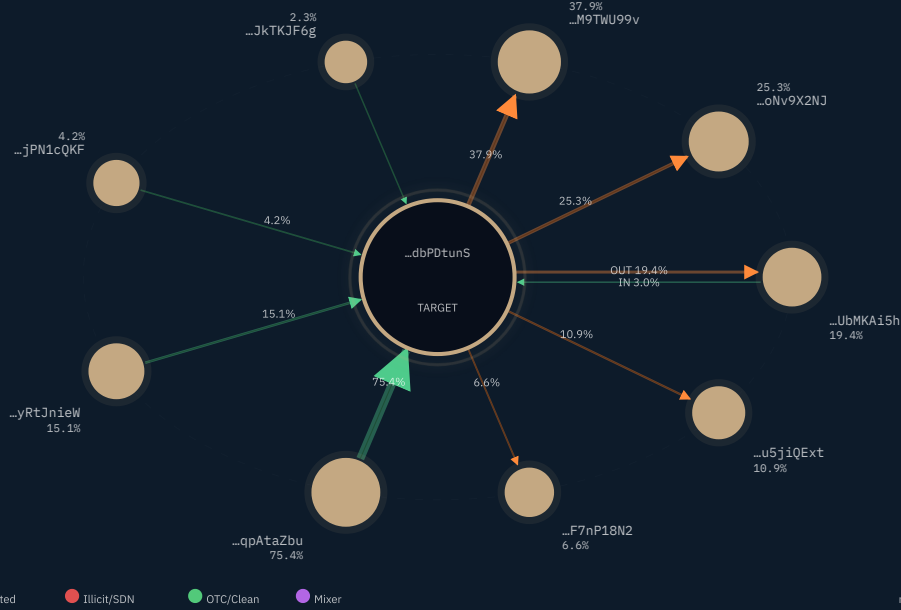 37.9%
…M9TWU99v
2.3%
…JkTKJF6g
25.3%
…oNv9X2NJ
4.2%
…jPN1cQKF
37.9%
25.3%
4.2%
…dbPDtunS
TARGET
OUT 19.4%
IN 3.0%
…UbMKAi5h
19.4%
15.1%
10.9%
75.4%
6.6%
…yRtJnieW
15.1%
…u5jiQExt
10.9%
…qpAtaZbu
75.4%
…F7nP18N2
6.6%
ted
Illicit/SDN
OTC/Clean
Mixer